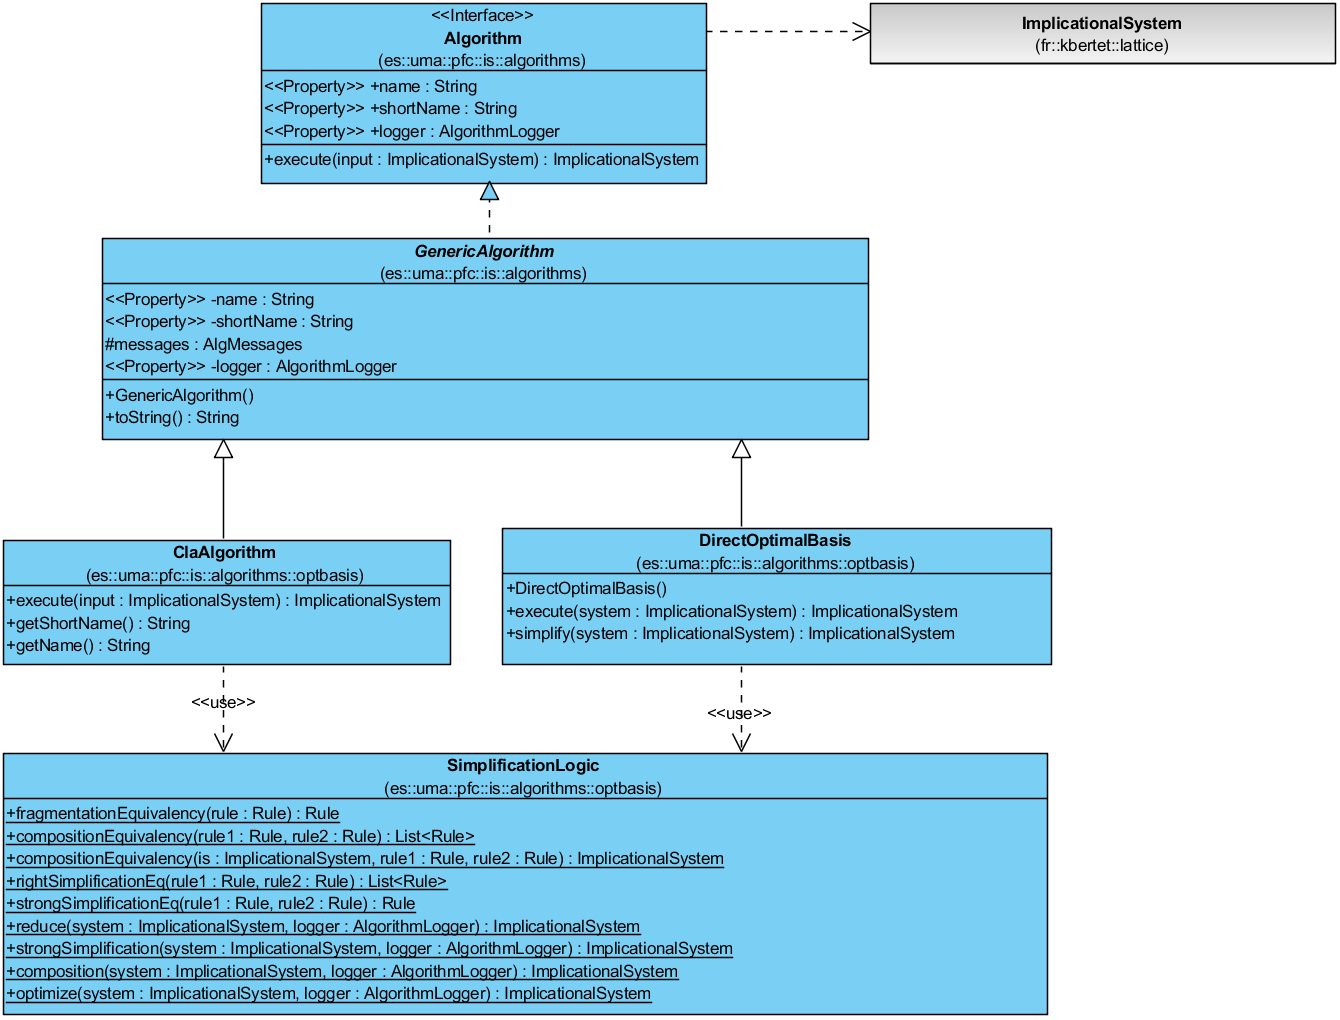 <<Interface>>
Algorithm
(es::uma::pfc::is::algorithms)
<<Property>> +name : String
<<Property>> +shortName : String
<<Property>> +logger : AlgorithmLogger
+execute(input : ImplicationalSystem) : ImplicationalSystem
ImplicationalSystem
(fr::kbertet::lattice)
GenericAlgorithm
(es::uma::pfc::is::algorithms)
<<Property>> -name : String
<<Property>> -shortName : String
#messages : AlgMessages
<<Property>> -logger : AlgorithmLogger
+GenericAlgorithm()
+toString() : String
ClaAlgorithm
(es::uma::pfc::is::algorithms::optbasis)
+execute(input : ImplicationalSystem) : ImplicationalSystem
+getShortName() : String
+getName() : String
DirectOptimalBasis
(es::uma::pfc::is::algorithms::optbasis)
+DirectOptimalBasis()
+execute(system : ImplicationalSystem) : ImplicationalSystem
+simplify(system : ImplicationalSystem) : ImplicationalSystem
<<use>>
<<use>>
SimplificationLogic
(es::uma::pfc::is::algorithms::optbasis)
+fragmentationEquivalency(rule : Rule) : Rule
+compositionEquivalency(rule1 : Rule, rule2 : Rule) : List<Rule>
+compositionEquivalency(is : ImplicationalSystem, rule1 : Rule, rule2 : Rule) : ImplicationalSystem
+rightSimplificationEq(rule1 : Rule, rule2 : Rule) : List<Rule>
+strongSimplificationEq(rule1 : Rule, rule2 : Rule) : Rule
+reduce(system : ImplicationalSystem, logger : AlgorithmLogger) : ImplicationalSystem
+strongSimplification(system : ImplicationalSystem, logger : AlgorithmLogger) : ImplicationalSystem
+composition(system : ImplicationalSystem, logger : AlgorithmLogger) : ImplicationalSystem
+optimize(system : ImplicationalSystem, logger : AlgorithmLogger) : ImplicationalSystem